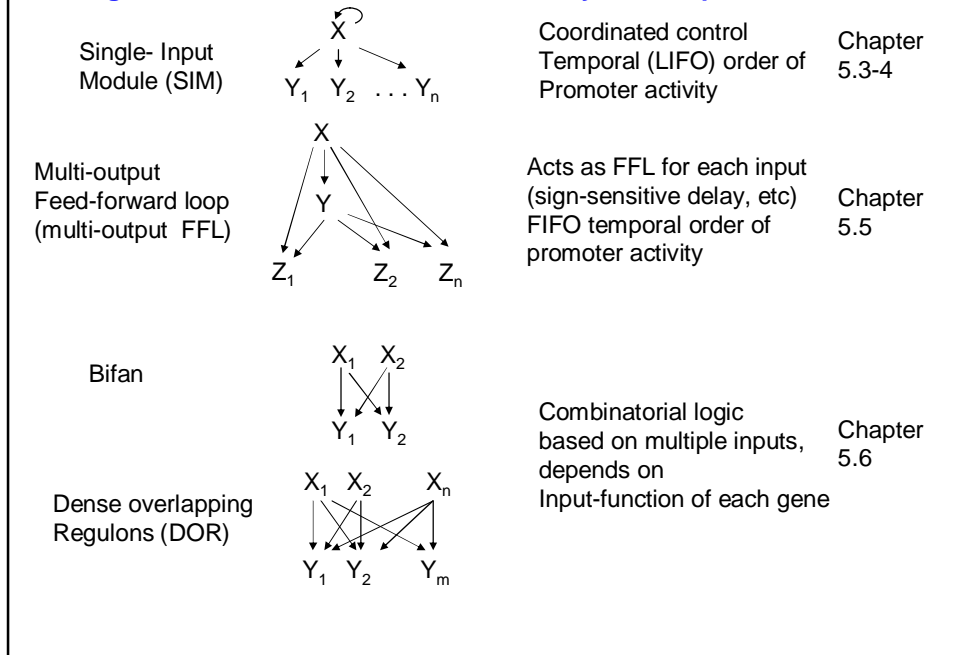 Single- Input
Module (SIM)
X
Y1 Y2 . . . Yn
Coordinated control
Temporal (LIFO) order of
Promoter activity
Chapter
5.3-4
Multi-output
Feed-forward loop
(multi-output FFL)
X
Y
Z1 Z2 Zn
Acts as FFL for each input
(sign-sensitive delay, etc)
FIFO temporal order of
promoter activity
Chapter
5.5
Bifan
X1 X2
Y1 Y2
Dense overlapping
Regulons (DOR)
X1 X2 Xn
Y1 Y2 Ym
Combinatorial logic
based on multiple inputs,
depends on
Input-function of each gene
Chapter
5.6